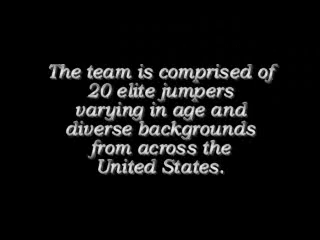 The team is comprised of
20 elite jumpers
varying in age and
diverse backgrounds
from across the
United States.